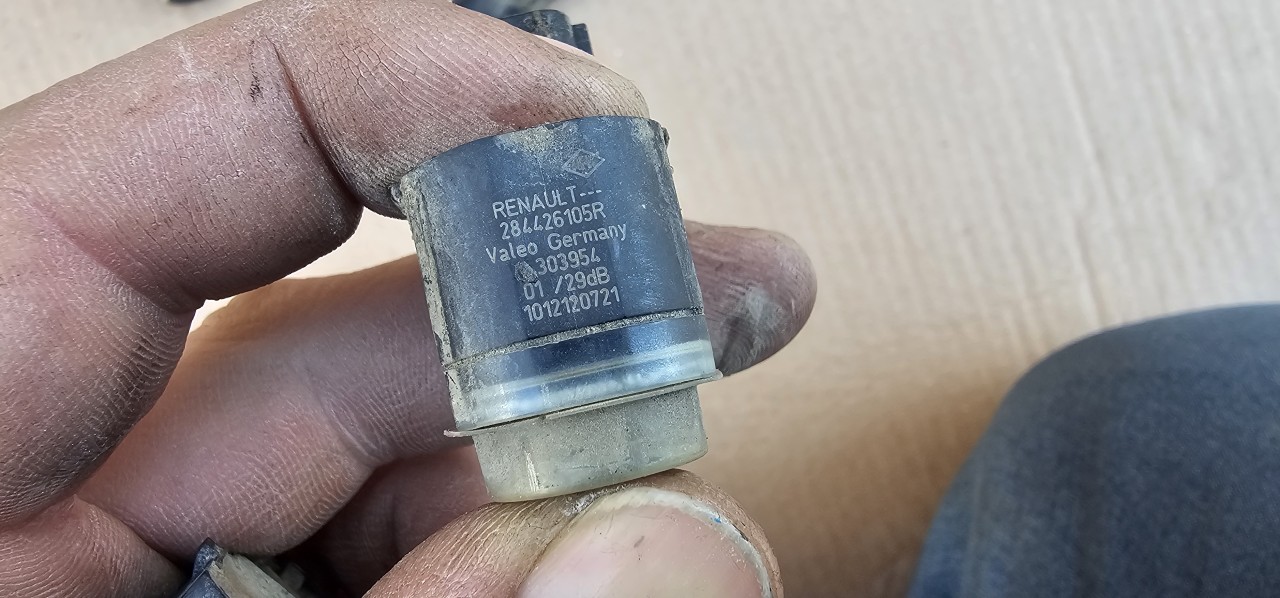 RENAULT---
284426105R
Valeo Germany
303954
01 /29dB
1012120721